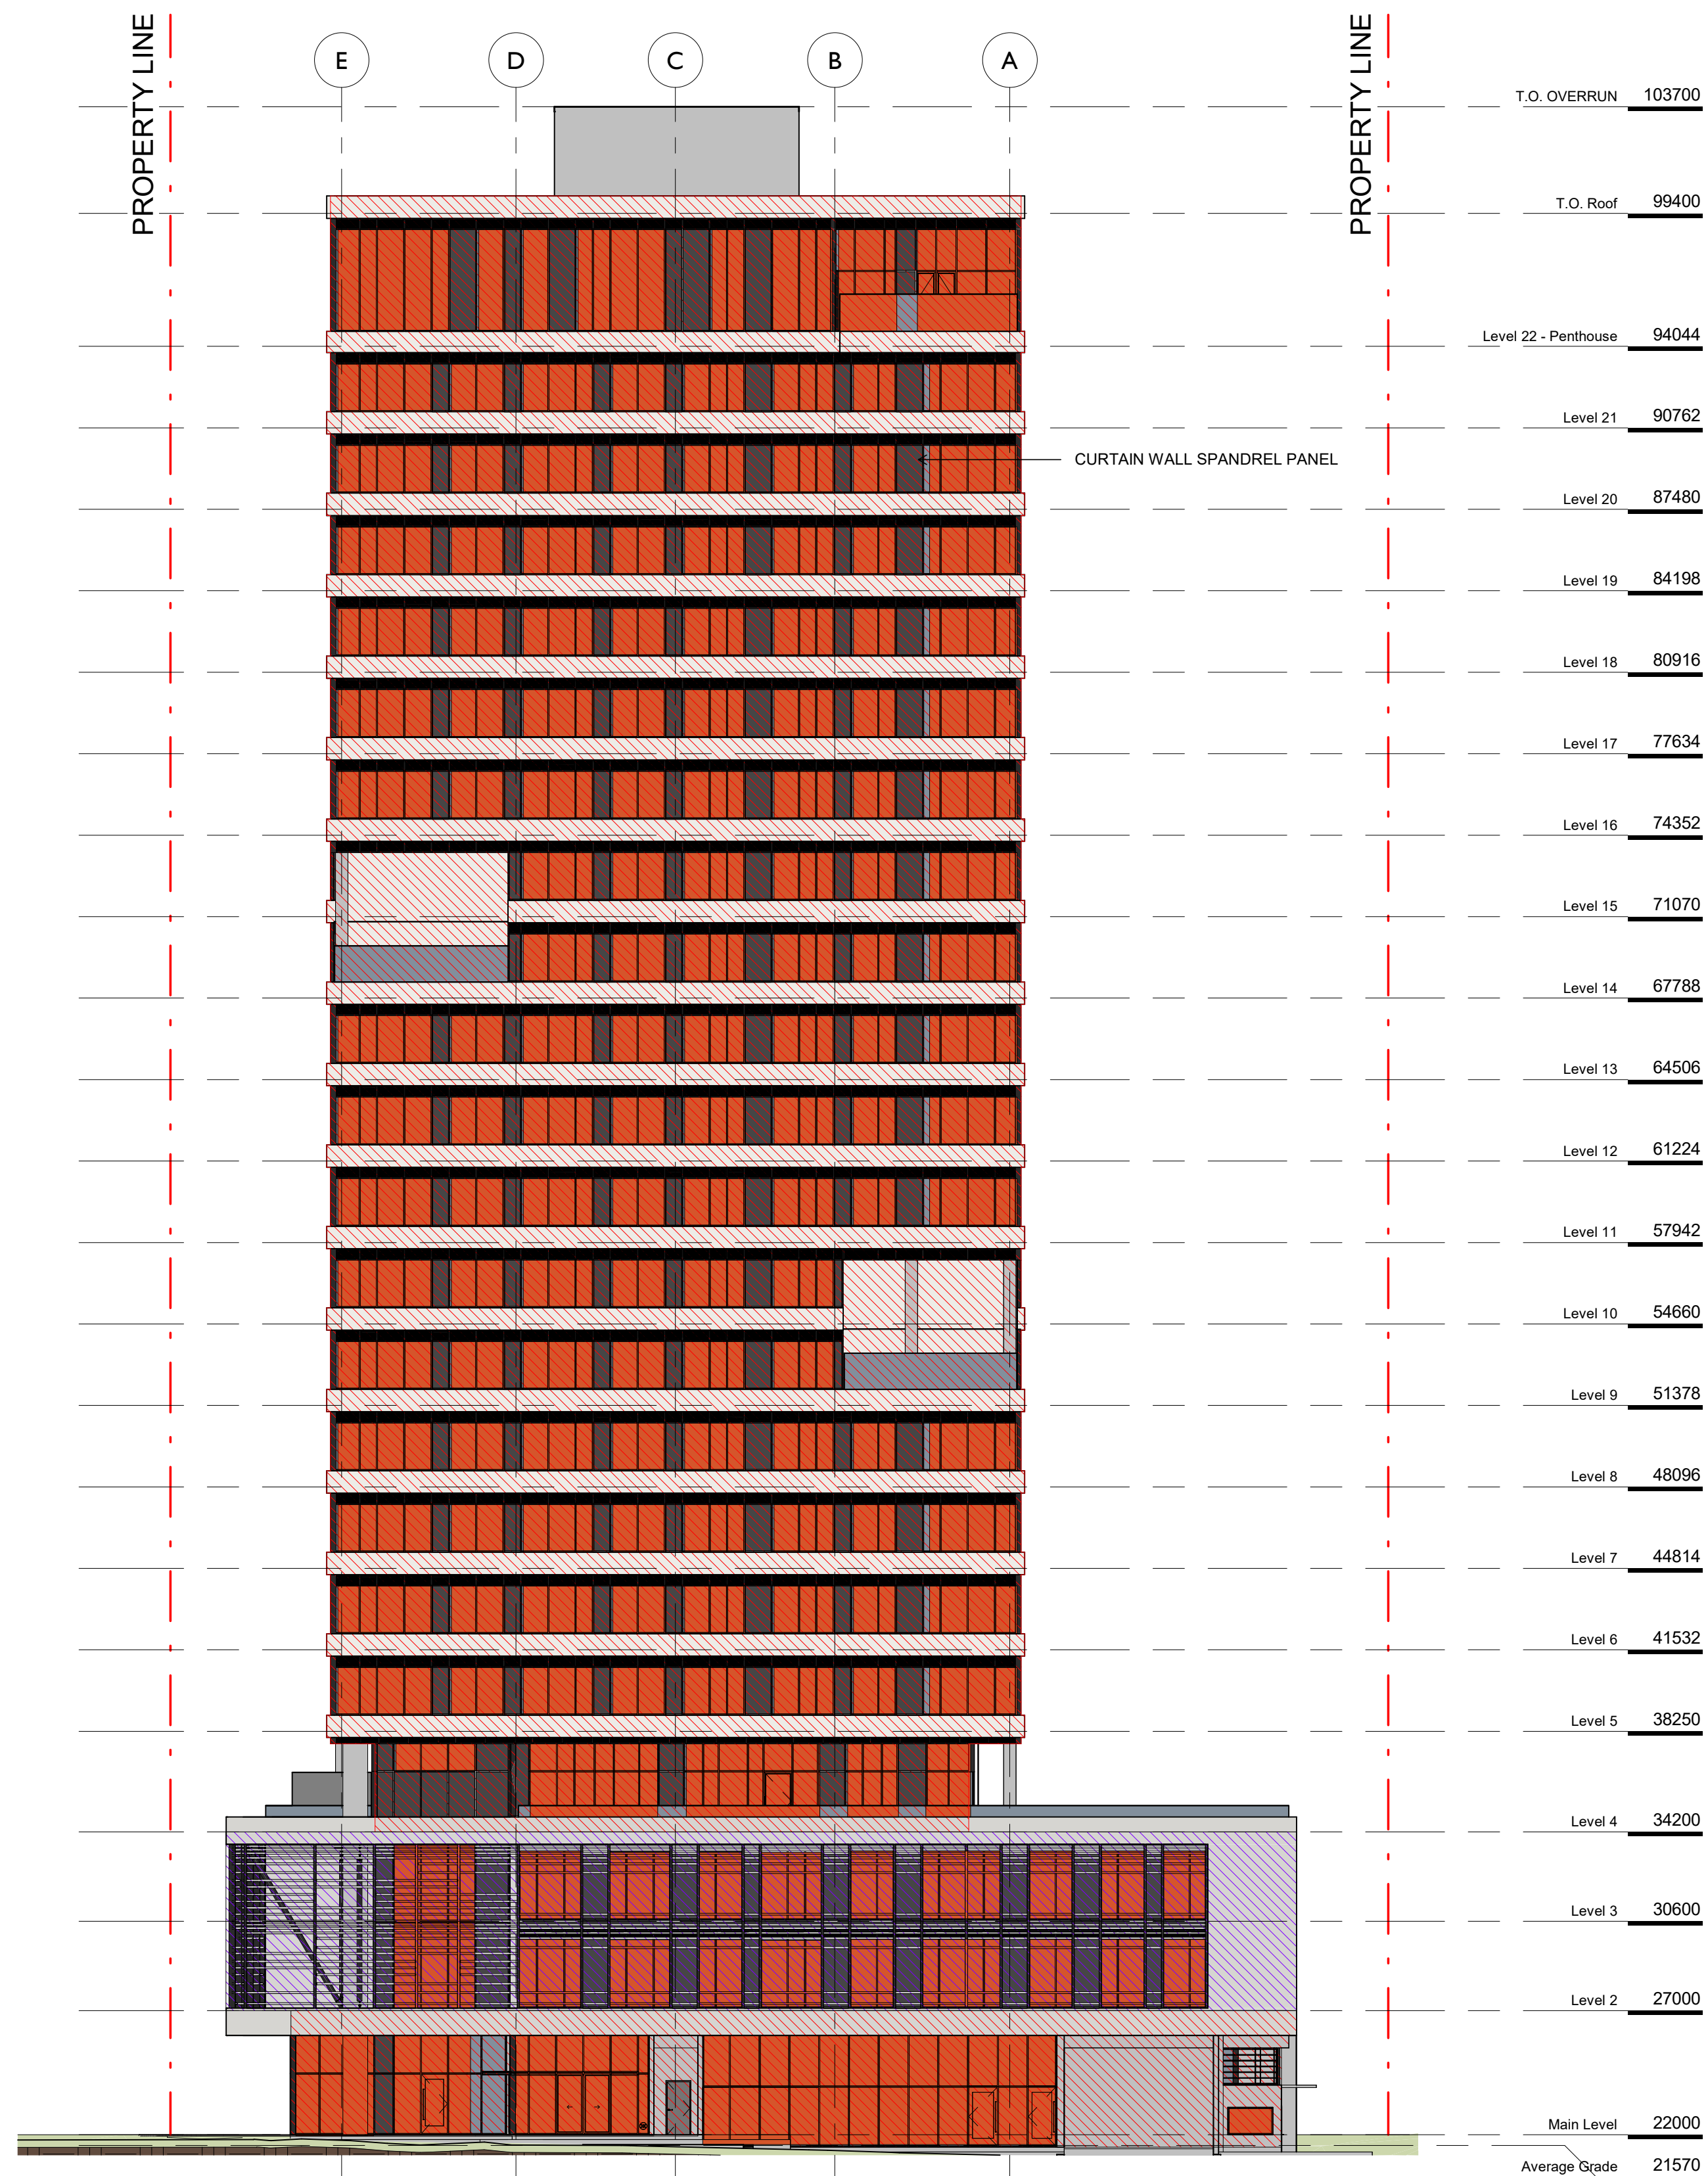 PROPERTY LINE
E
D
C
B
A
PROPERTY LINE
T.O. OVERRUN 103700
T.O. Roof 99400
Level 22 - Penthouse 94044
Level 21 90762
CURTAIN WALL SPANDREL PANEL
Level 20 87480
Level 19 84198
Level 18 80916
Level 17 77634
Level 16 74352
Level 15 71070
Level 14 67788
Level 13 64506
Level 12 61224
Level 11 57942
Level 10 54660
Level 9 51378
Level 8 48096
Level 7 44814
Level 6 41532
Level 5 38250
Level 4 34200
Level 3 30600
Level 2 27000
Main Level 22000
Average Grade 21570